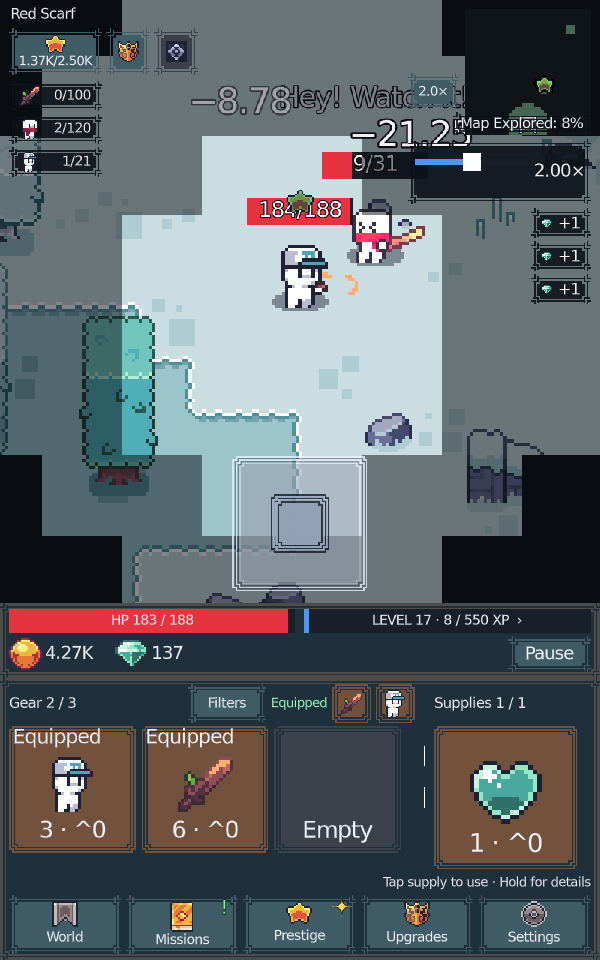 Red Scarf
1.37K/2.50K
0/100
2/120
1/21
−8.78
Hey! Watch it!
2.0×
−21.25
Map Explored: 8%
9/31
2.00×
184/188
+1
+1
+1
HP 183 / 188
LEVEL 17 · 8 / 550 XP ›
4.27K
137
Pause
Gear 2 / 3
Filters
Equipped
Supplies 1 / 1
Equipped
3 · ^0
Equipped
6 · ^0
Empty
1 · ^0
Tap supply to use · Hold for details
World
Missions
!
Prestige
Upgrades
Settings